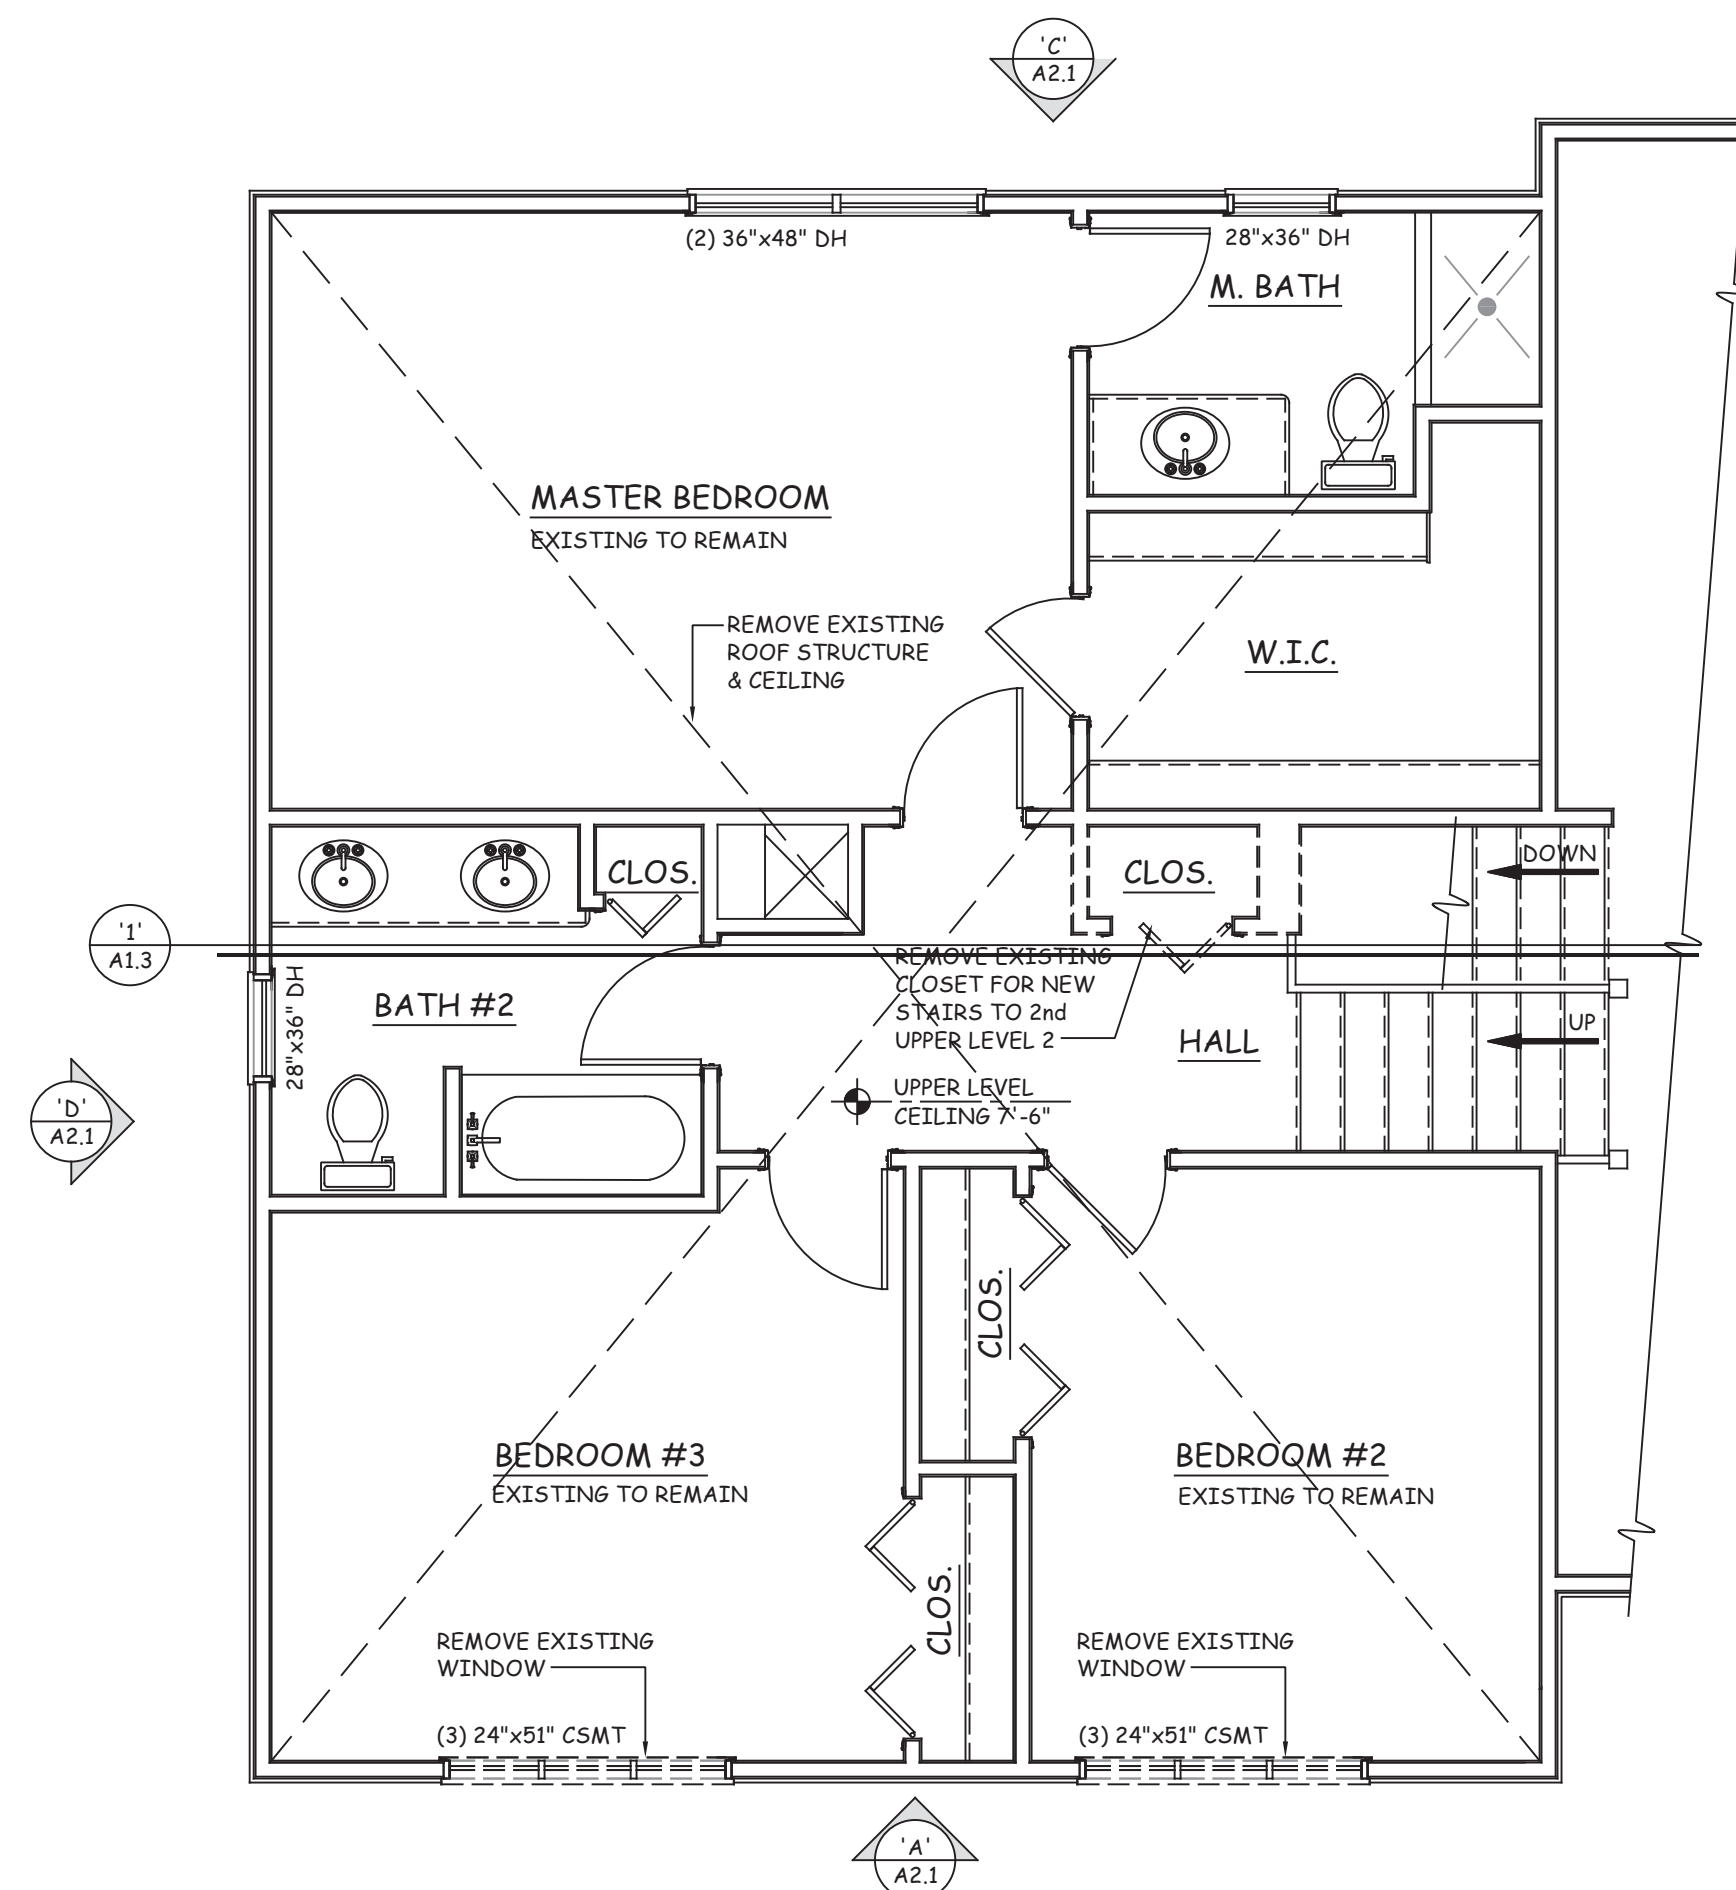 'C'
A2.1
(2) 36"x48" DH
28"x36" DH
M. BATH
MASTER BEDROOM
EXISTING TO REMAIN
REMOVE EXISTING
ROOF STRUCTURE
& CEILING
W.I.C.
CLOS.
CLOS.
DOWN
'1'
A1.3
REMOVE EXISTING
CLOSET FOR NEW
STAIRS TO 2nd
UPPER LEVEL 2
28"x36" DH
BATH #2
HALL
UP
'D'
A2.1
UPPER LEVEL
CEILING 7'-6"
CLOS.
BEDROOM #3
EXISTING TO REMAIN
BEDROOM #2
EXISTING TO REMAIN
CLOS.
REMOVE EXISTING
WINDOW
(3) 24"x51" CSMT
REMOVE EXISTING
WINDOW
(3) 24"x51" CSMT
'A'
A2.1